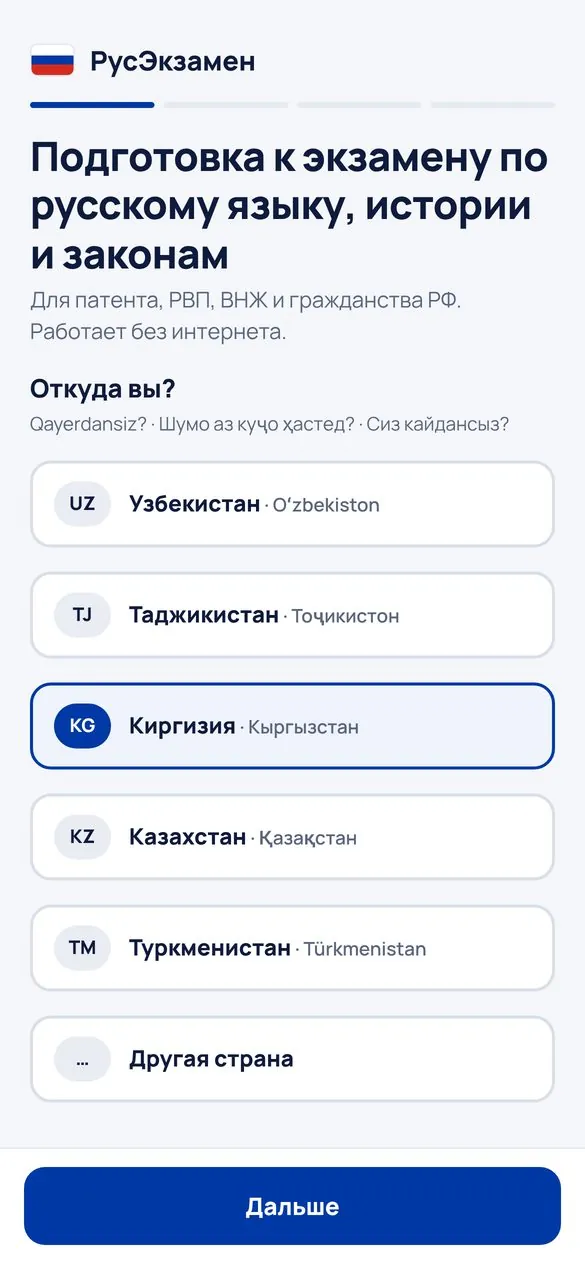 РусЭкзамен
Подготовка к экзамену по
русскому языку, истории
и законам
Для патента, РВП, ВНЖ и гражданства РФ.
Работает без интернета.
Откуда вы?
Qayerdansiz? · Шумо аз куҷо ҳастед? · Сиз кайдансыз?
UZ Узбекистан · Oʻzbekiston
TJ Таджикистан · Тоҷикистон
KG Киргизия · Кыргызстан
KZ Казахстан · Қазақстан
TM Туркменистан · Türkmenistan
… Другая страна
Дальше